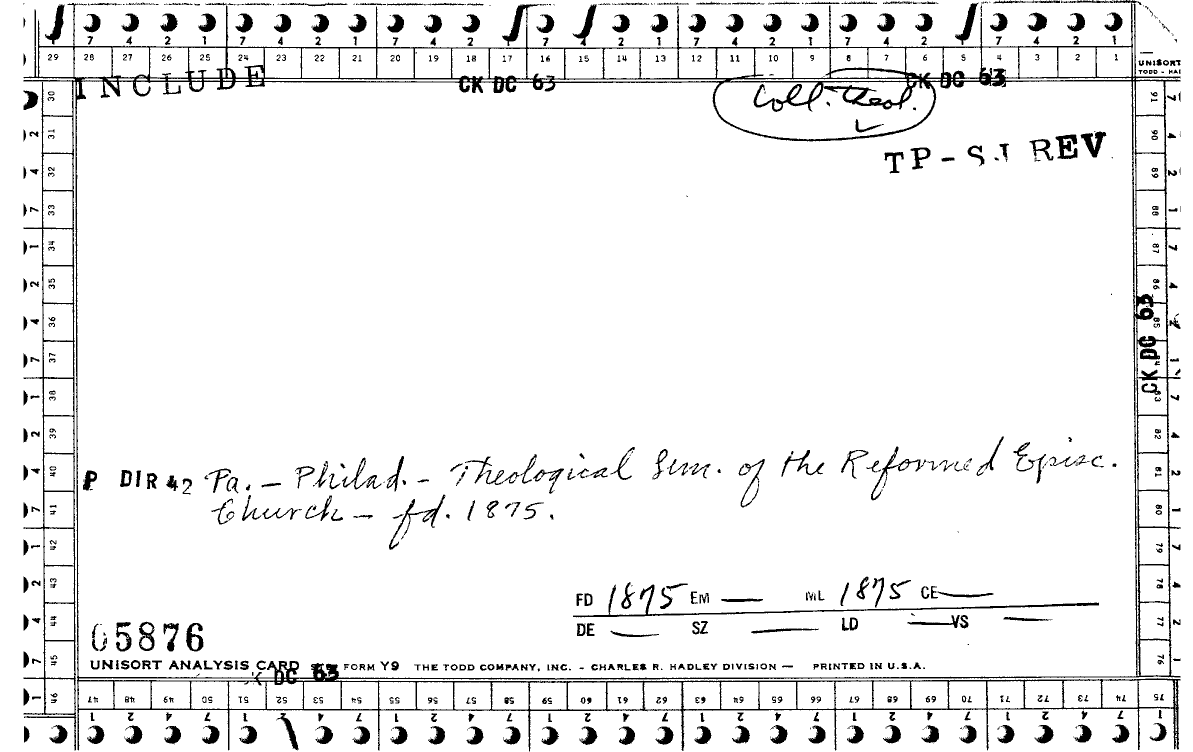 7 4 2 1 7 4 2 1 7 4 2 1 7 4 2 1 7 4 2 1 7 4 2 1 7 4 2 1
29 28 27 26 25 24 23 22 21 20 19 18 17 16 15 14 13 12 11 10 9 8 7 6 5 4 3 2 1
UNISORT
INCLUDE CK DC 63 CK DC 63
Coll. Theol.
TP-SJ REV
30 31 32 33 34 35 36 37 38 39 40 41 42 43 44 45 46
91 90 89 88 87 86 85 84 83 82 81 80 79 78 77 76
CK DC 63
P DIR 42 Pa. – Philad. – Theological Sem. of the Reformed Episc.
Church – fd. 1875.
FD 1875 EM — ML 1875 CE —
DE — SZ — LD — VS —
05876
UNISORT ANALYSIS CARD FORM Y9 THE TODD COMPANY, INC. - CHARLES R. HADLEY DIVISION — PRINTED IN U.S.A.
CK DC 63
47 48 49 50 51 52 53 54 55 56 57 58 59 60 61 62 63 64 65 66 67 68 69 70 71 72 73 74 75
1 2 4 7 1 2 4 7 1 2 4 7 1 2 4 7 1 2 4 7 1 2 4 7 1 2 4 7